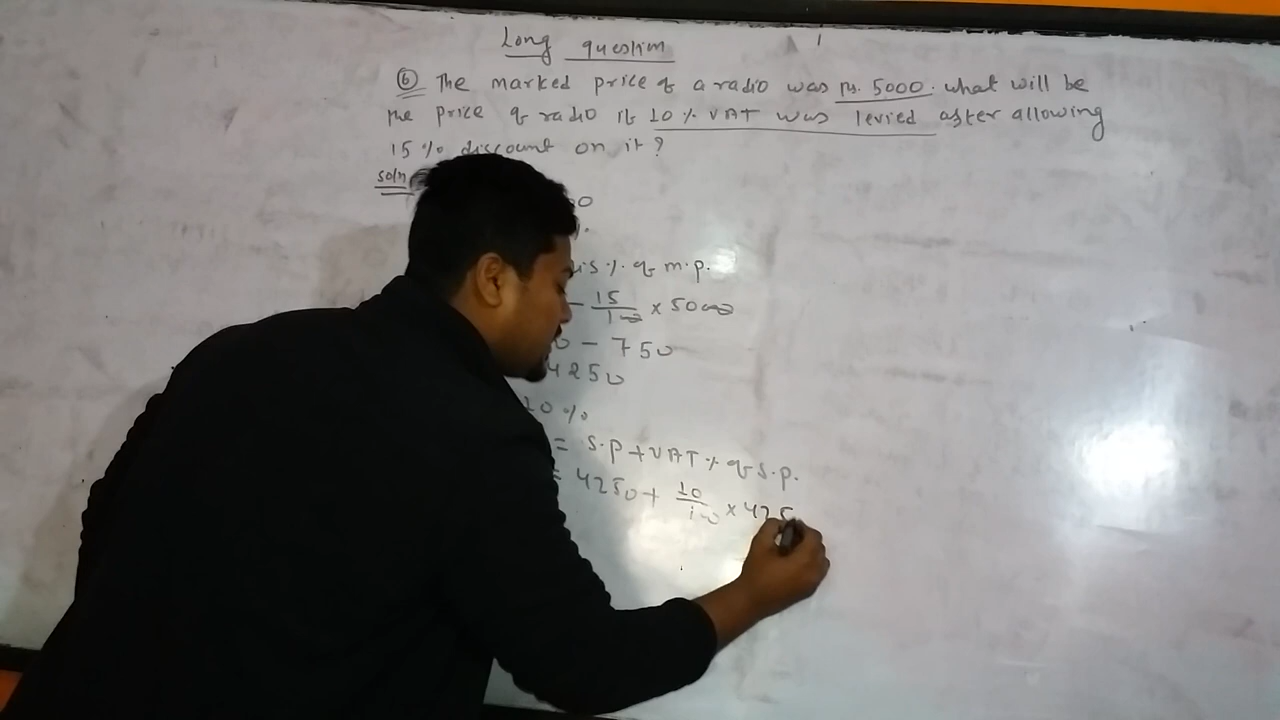 Long question
⑥ The marked price of a radio was Rs. 5000. what will be
the price of radio if 10% VAT was levied after allowing
15% discount on it?
soln
0
is % of m.p.
- 15/100 x 5000
0 - 750
4250
10%
= S.P + VAT % of S.P.
= 4250 + 10/100 x 425